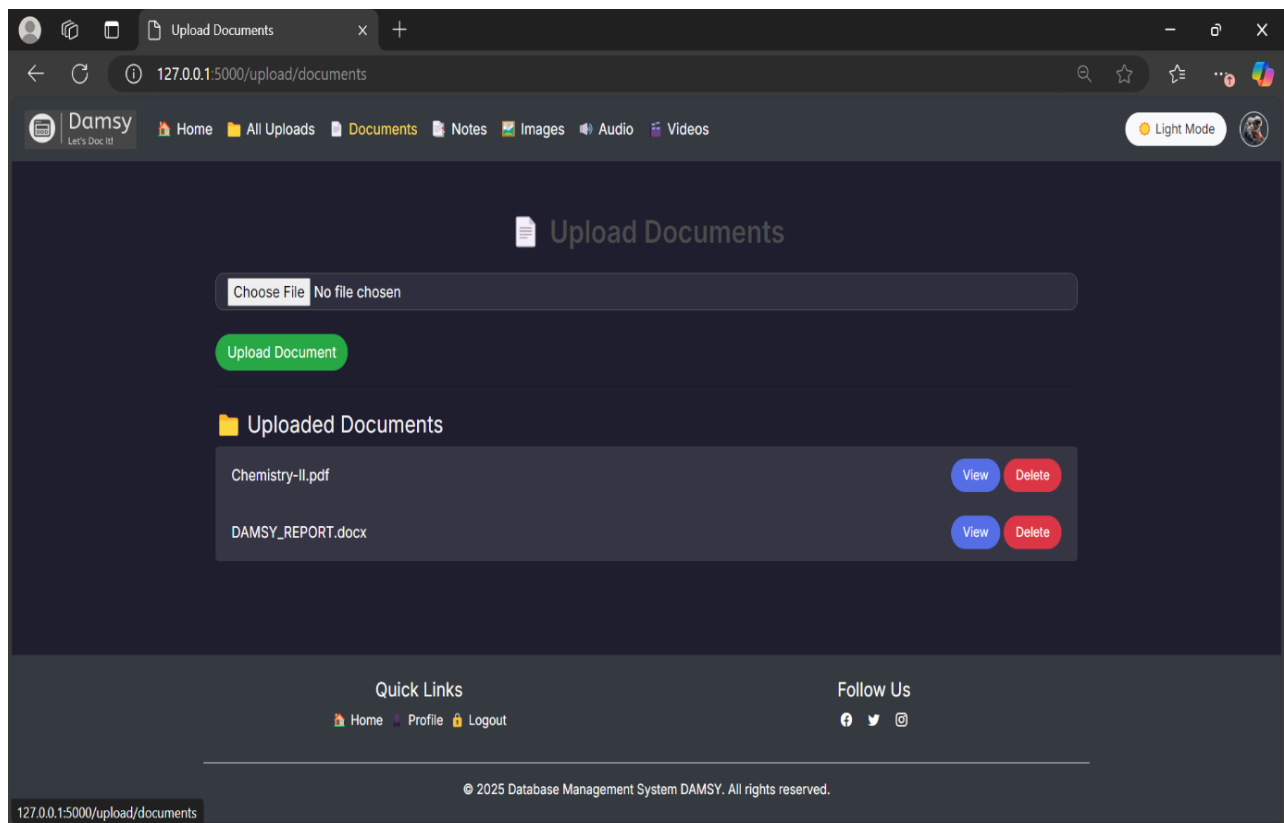 Upload Documents
127.0.0.1:5000/upload/documents
Damsy
Let's Doc It!
Home All Uploads Documents Notes Images Audio Videos Light Mode
Upload Documents
Choose File No file chosen
Upload Document
Uploaded Documents
Chemistry-II.pdf View Delete
DAMSY_REPORT.docx View Delete
Quick Links Follow Us
Home Profile Logout
© 2025 Database Management System DAMSY. All rights reserved.
127.0.0.1:5000/upload/documents